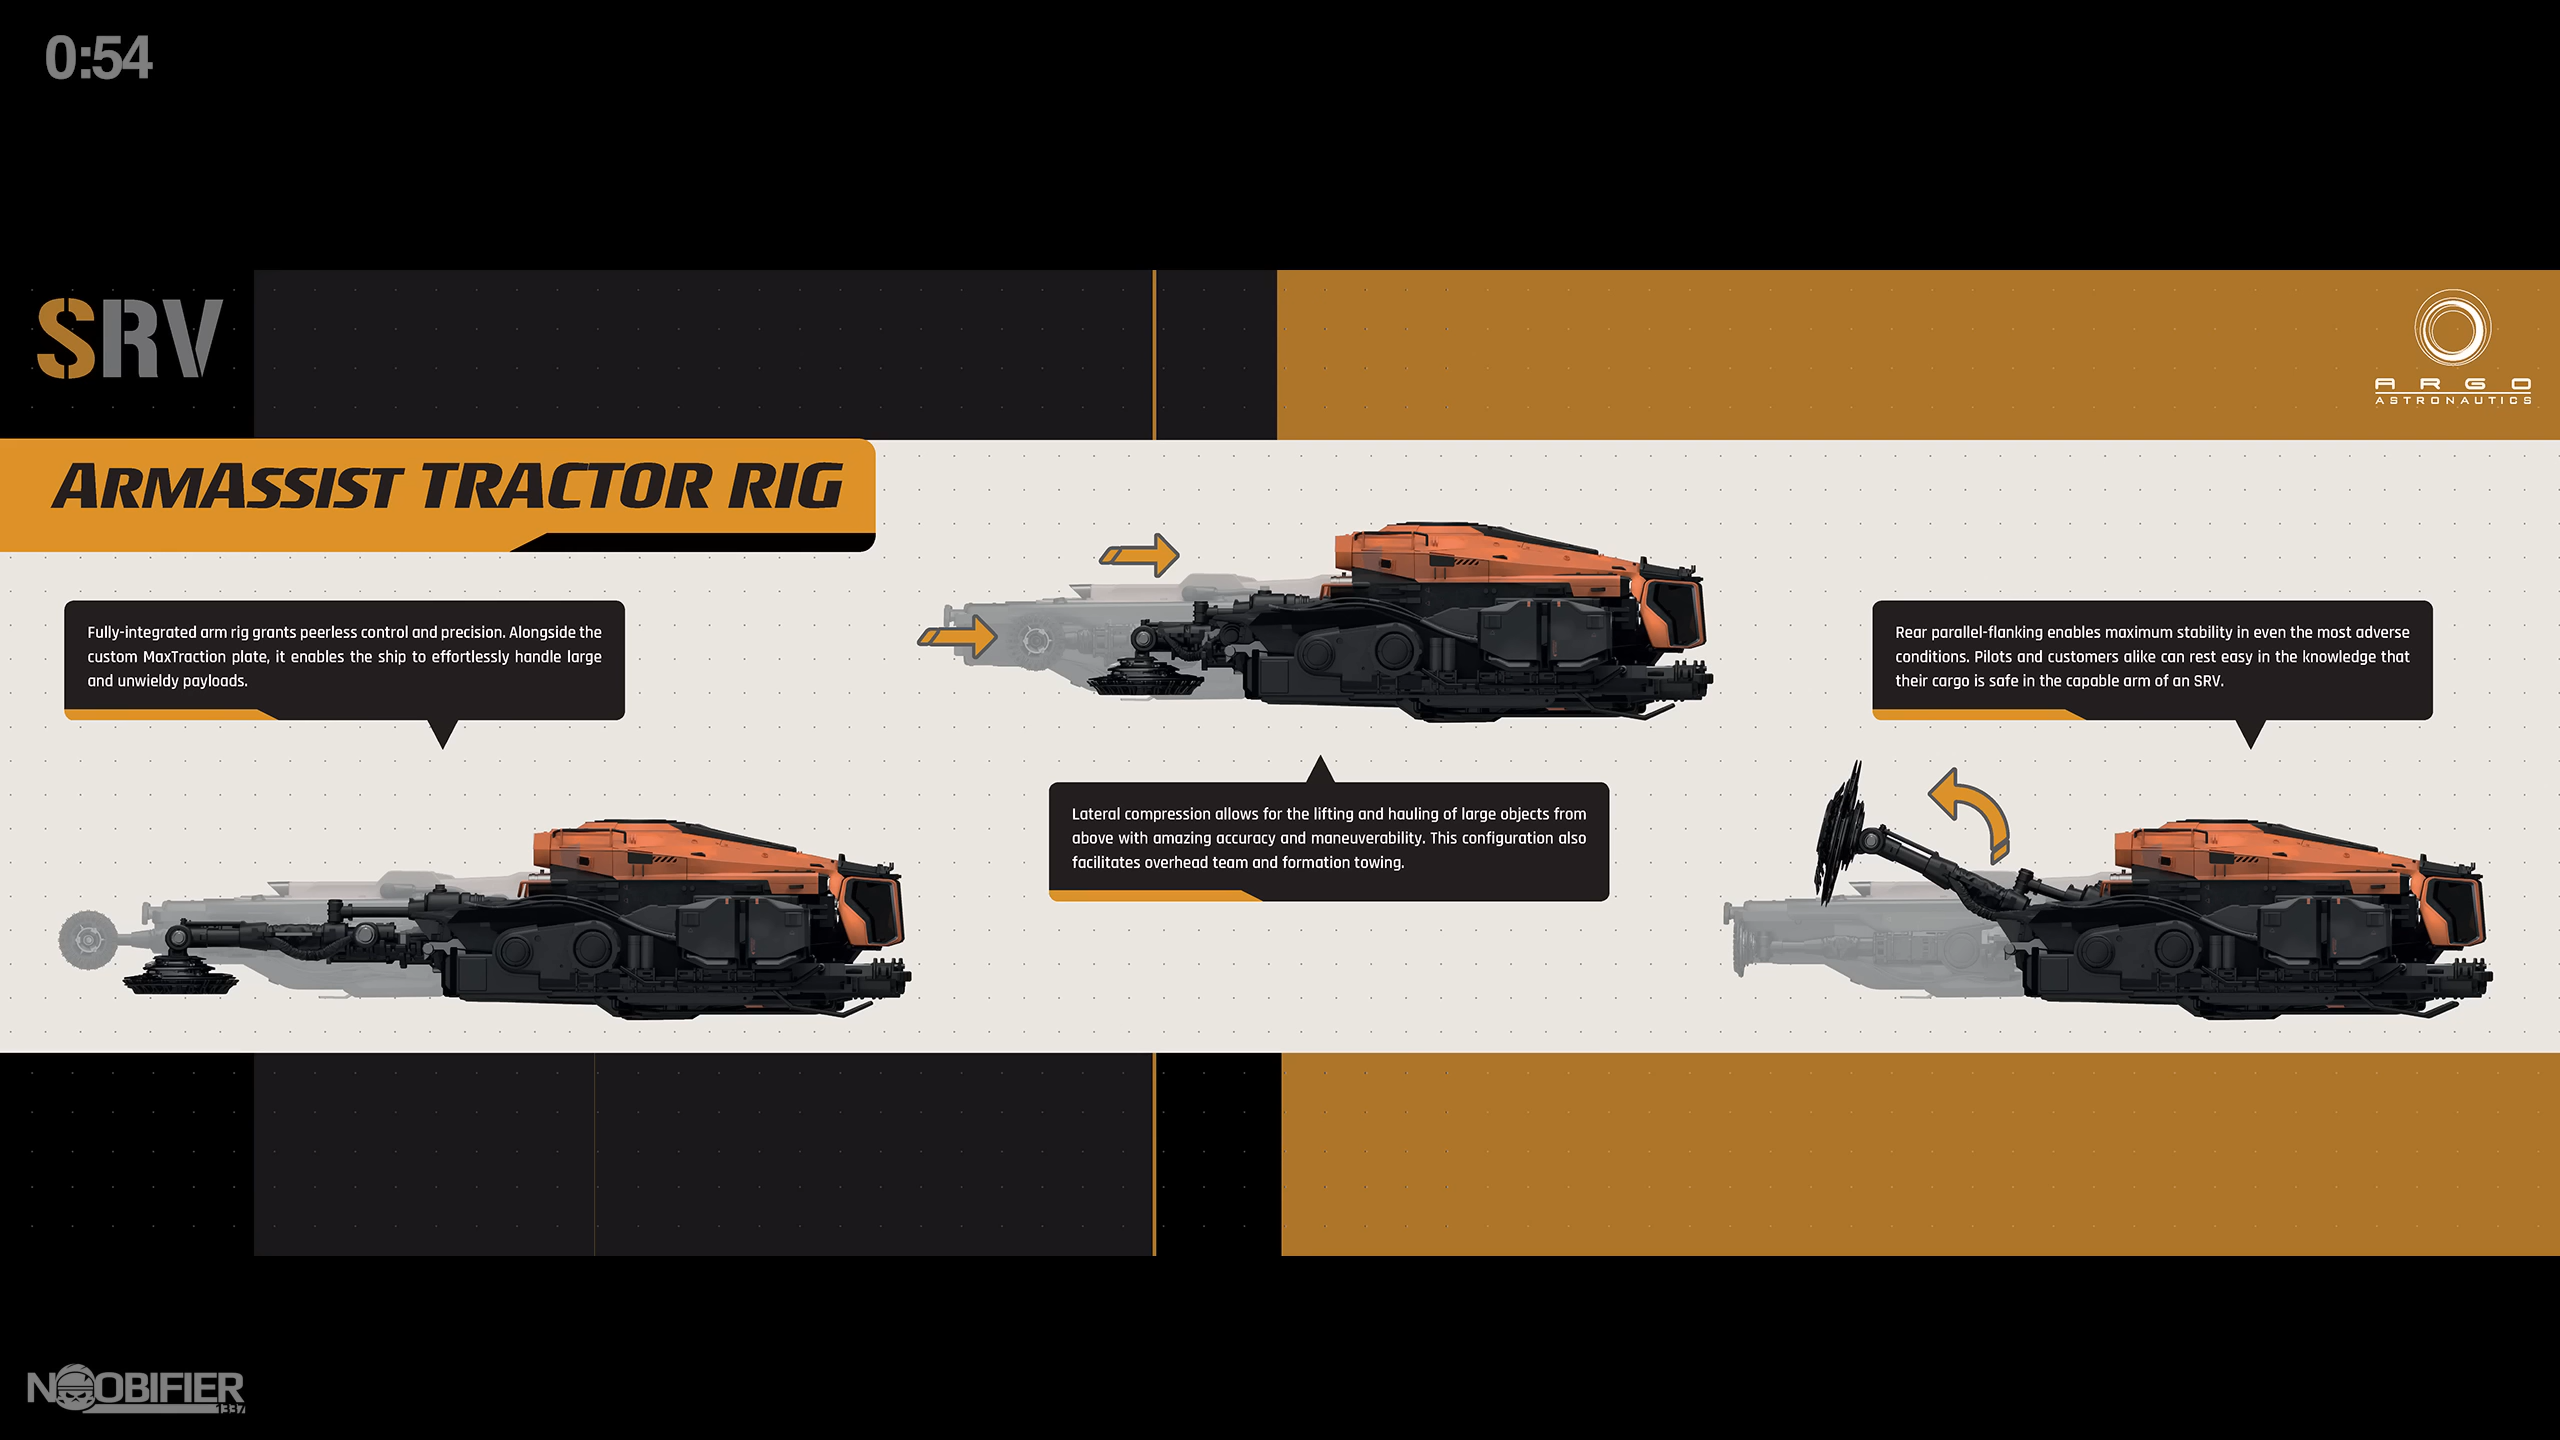 0:54
SRV
ARGO
ASTRONAUTICS
ARMASSIST TRACTOR RIG
Fully-integrated arm rig grants peerless control and precision. Alongside the
custom MaxTraction plate, it enables the ship to effortlessly handle large
and unwieldy payloads.
Lateral compression allows for the lifting and hauling of large objects from
above with amazing accuracy and maneuverability. This configuration also
facilitates overhead team and formation towing.
Rear parallel-flanking enables maximum stability in even the most adverse
conditions. Pilots and customers alike can rest easy in the knowledge that
their cargo is safe in the capable arm of an SRV.
NOOBIFIER
1337